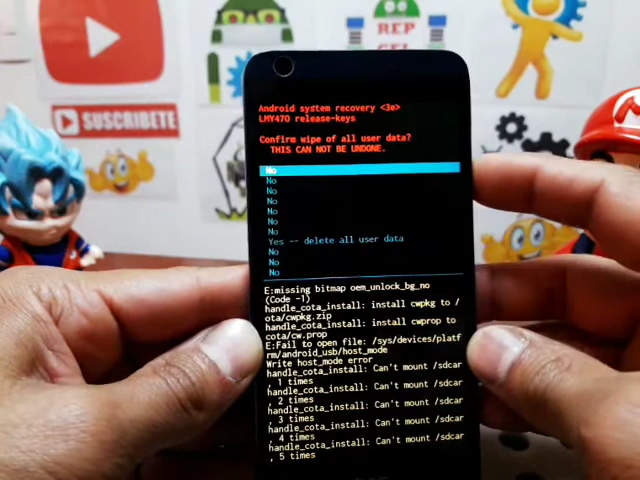 REP
SUSCRIBETE
Android system recovery <3e>
LMY47O release-keys
Confirm wipe of all user data?
THIS CAN NOT BE UNDONE.
No
No
No
No
No
No
No
Yes -- delete all user data
No
No
No
E:missing bitmap oem_unlock_bg_no
(Code -1)
handle_cota_install: install cwpkg to /
ota/cwpkg.zip
handle_cota_install: install cwprop to
cota/cw.prop
E:Fail to open file: /sys/devices/platf
rm/android_usb/host_mode
Write host_mode error
handle_cota_install: Can't mount /sdcar
, 1 times
handle_cota_install: Can't mount /sdcar
, 2 times
handle_cota_install: Can't mount /sdcar
, 3 times
handle_cota_install: Can't mount /sdcar
, 4 times
handle_cota_install: Can't mount /sdcar
, 5 times